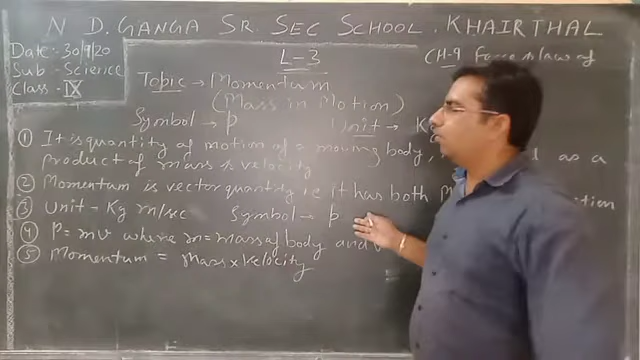 N D. GANGA SR. SEC SCHOOL, KHAIRTHAL
Date:- 30/9/20
Sub - Science
Class - IX
L-3
CH-9 Force & law of
Topic → Momentum
(Mass in Motion)
Symbol → p
Unit → Kg
① It is quantity of motion of a moving body, as a
product of mass & velocity
② Momentum is vector quantity i.e it has both
③ Unit - Kg m/sec Symbol → p
④ P = mv where m = mass of body and v
⑤ Momentum = Mass x Velocity